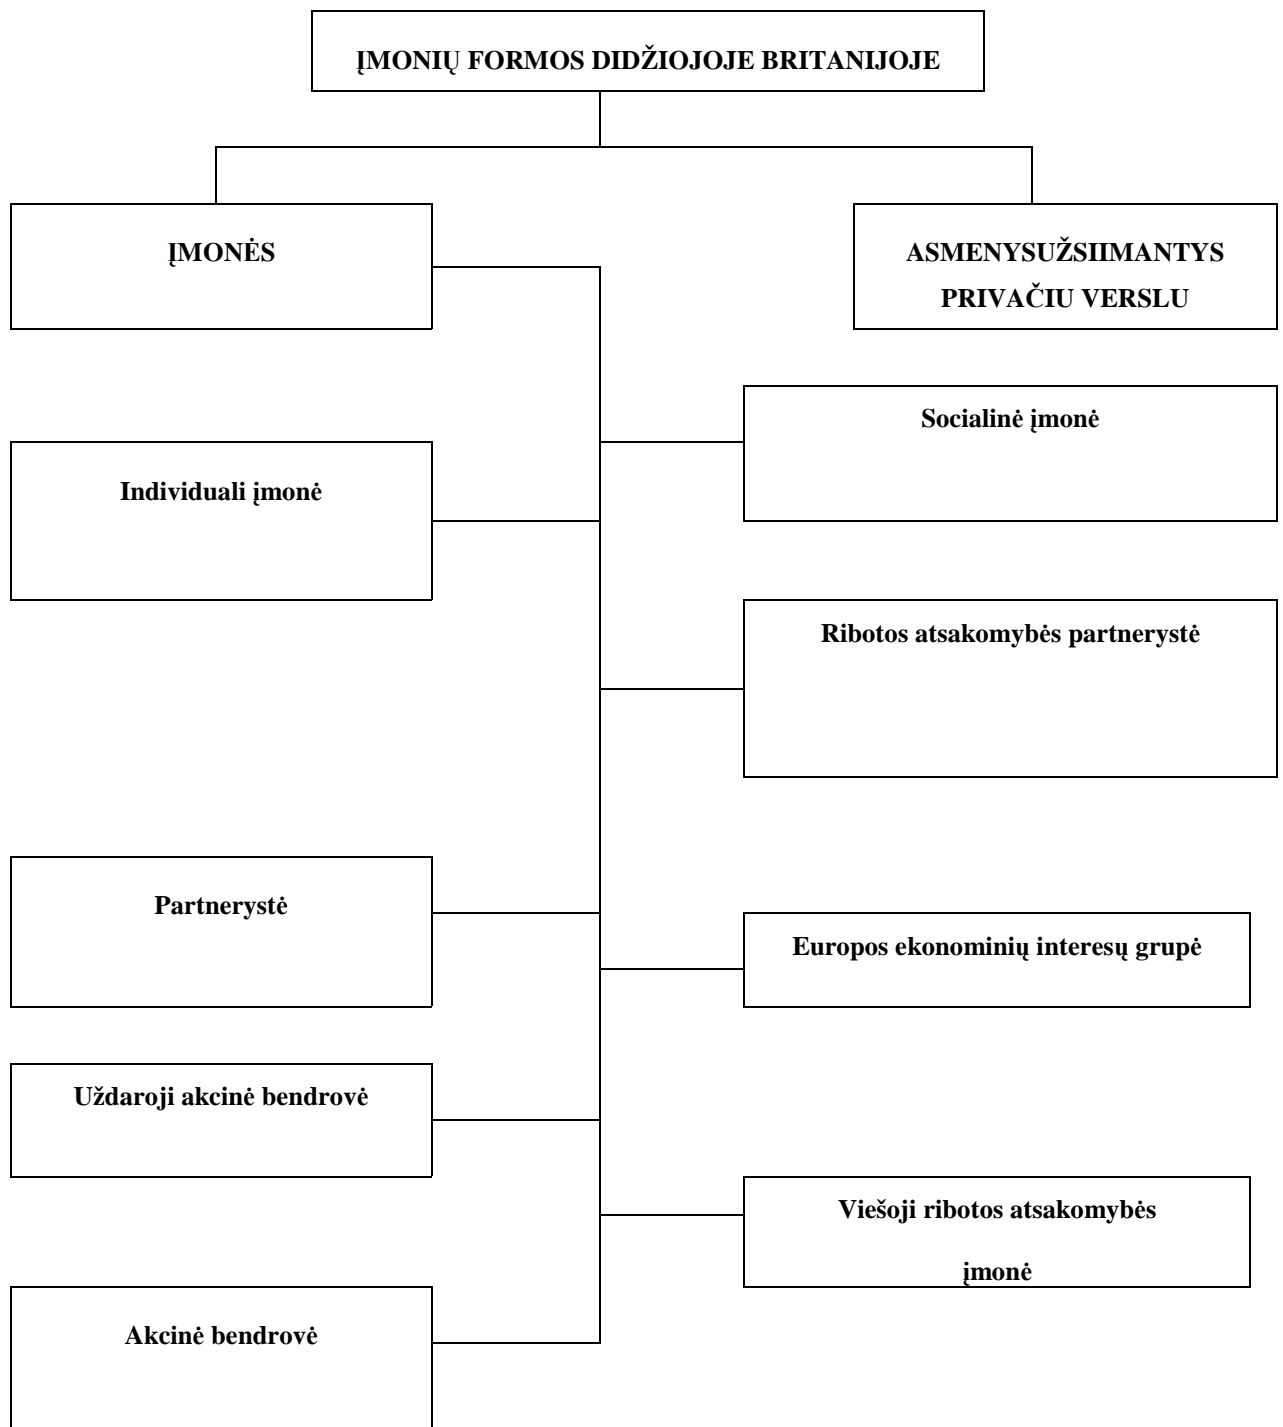 ĮMONIŲ FORMOS DIDŽIOJOJE BRITANIJOJE
ĮMONĖS
ASMENYSUŽSIIMANTYS
PRIVAČIU VERSLU
Socialinė įmonė
Individuali įmonė
Ribotos atsakomybės partnerystė
Partnerystė
Europos ekonominių interesų grupė
Uždaroji akcinė bendrovė
Viešoji ribotos atsakomybės
įmonė
Akcinė bendrovė